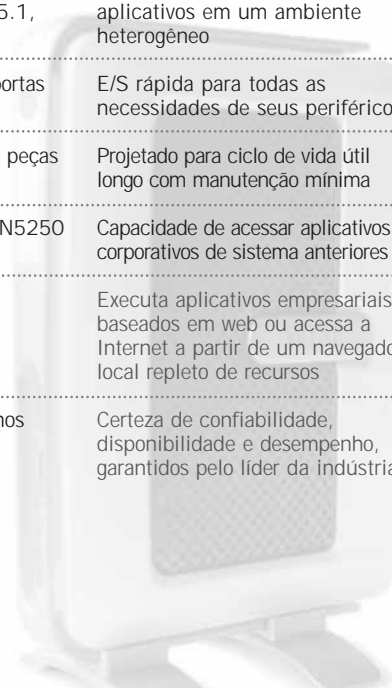 5.1, aplicativos em um ambiente
heterogêneo
portas E/S rápida para todas as
necessidades de seus periférico
peças Projetado para ciclo de vida útil
longo com manutenção mínima
N5250 Capacidade de acessar aplicativos
corporativos de sistema anteriores
Executa aplicativos empresariais
baseados em web ou acessa a
Internet a partir de um navegado
local repleto de recursos
nos Certeza de confiabilidade,
disponibilidade e desempenho,
garantidos pelo líder da indústria